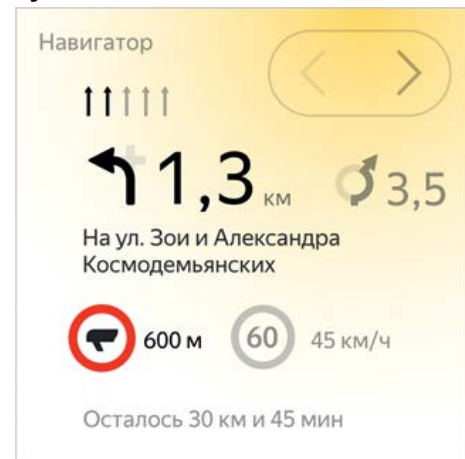 Навигатор
1,3 км 3,5
На ул. Зои и Александра
Космодемьянских
600 м 60 45 км/ч
Осталось 30 км и 45 мин